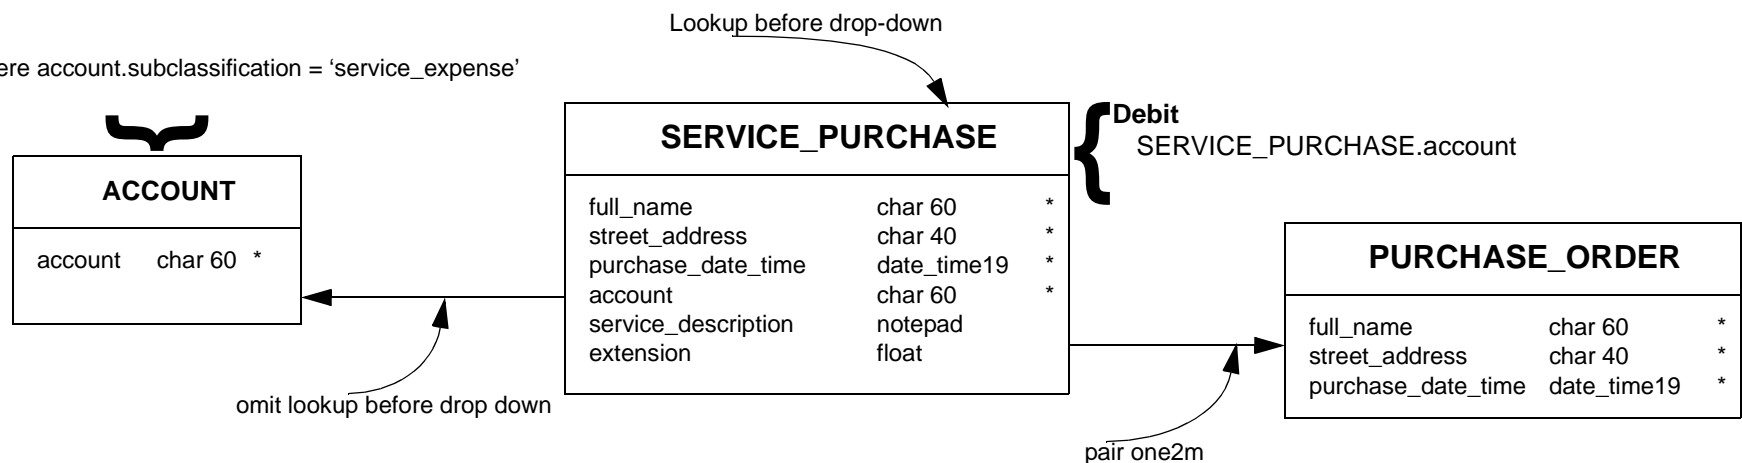 Lookup before drop-down
account.subclassification = ‘service_expense’
SERVICE_PURCHASE
Debit
SERVICE_PURCHASE.account
ACCOUNT
account char 60 *
full_name char 60 *
street_address char 40 *
purchase_date_time date_time19 *
account char 60 *
service_description notepad
extension float
PURCHASE_ORDER
full_name char 60 *
street_address char 40 *
purchase_date_time date_time19 *
omit lookup before drop down
pair one2m